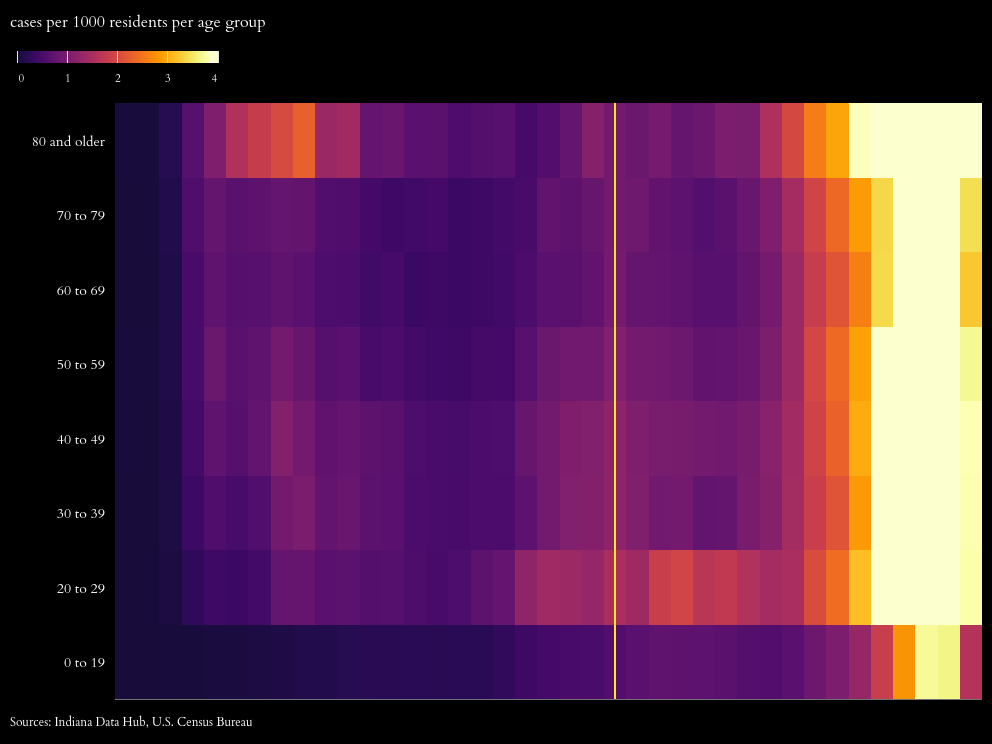 cases per 1000 residents per age group
0 1 2 3 4
80 and older
70 to 79
60 to 69
50 to 59
40 to 49
30 to 39
20 to 29
0 to 19
Sources: Indiana Data Hub, U.S. Census Bureau